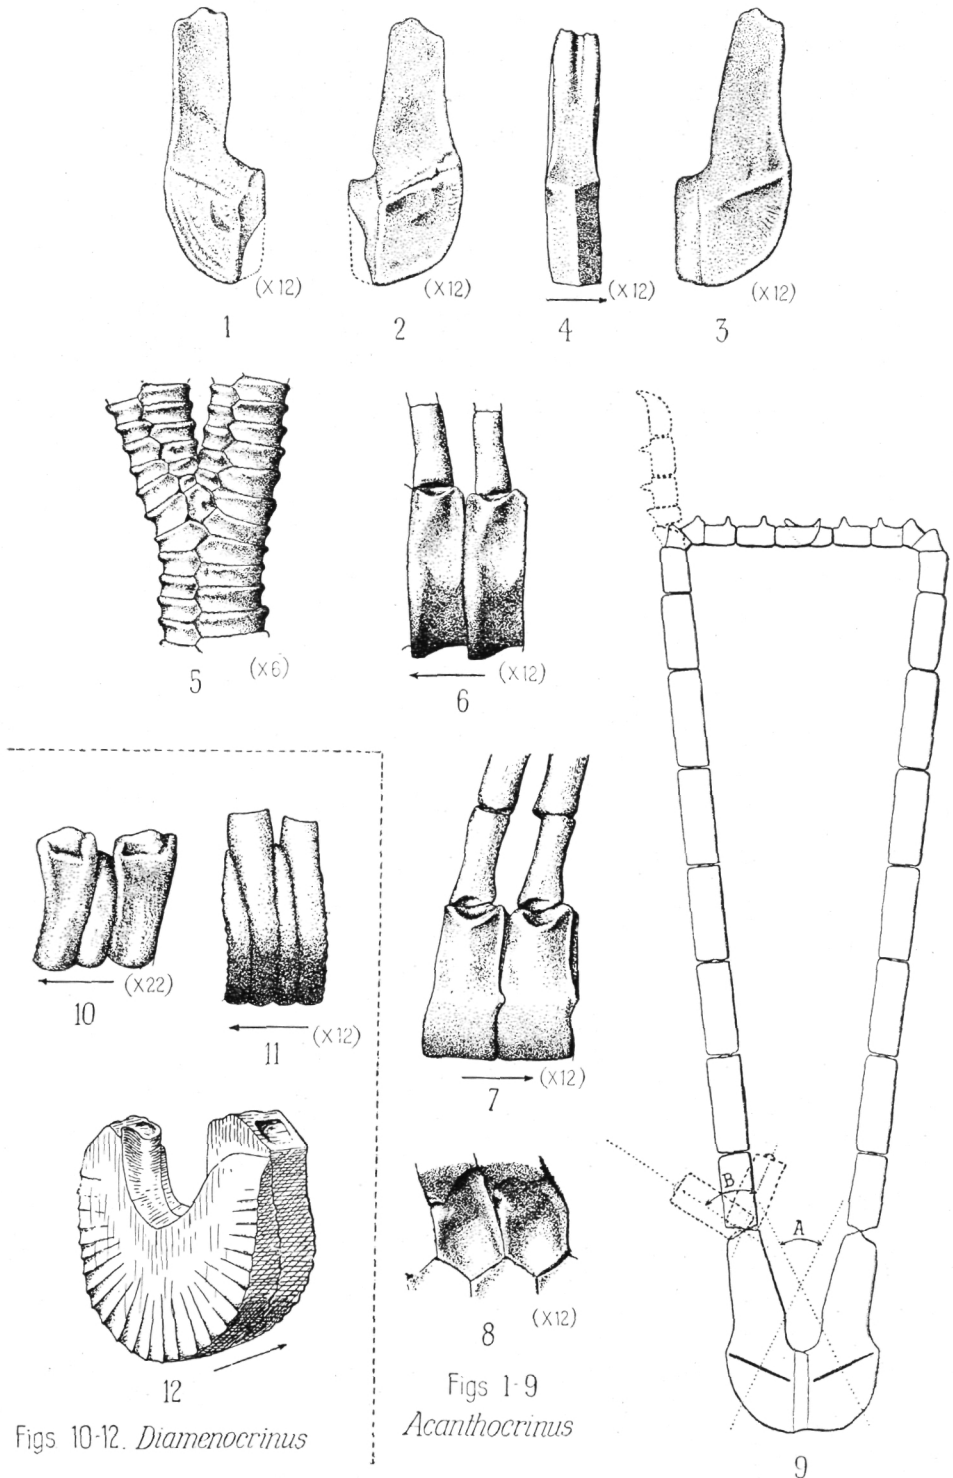 (X12)
(X12)
(X12)
(X12)
1
2
4
3
5
(X6)
(X12)
6
(X22)
10
(X12)
11
(X12)
7
B
A
8
(X12)
12
Figs 1-9
Acanthocrinus
Figs 10-12. Diamenocrinus
9